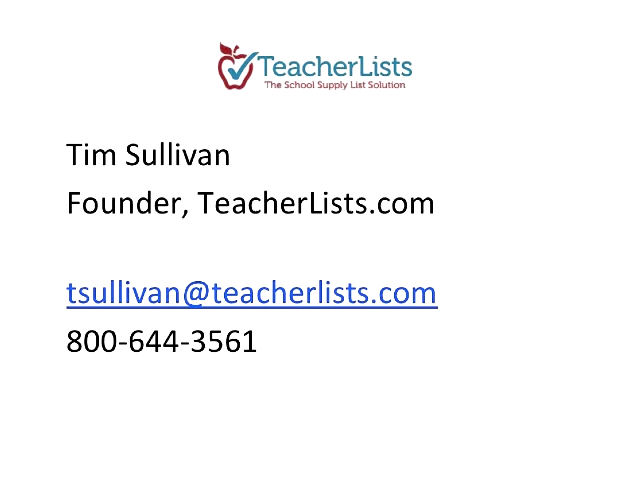 TeacherLists
The School Supply List Solution
Tim Sullivan
Founder, TeacherLists.com
tsullivan@teacherlists.com
800-644-3561